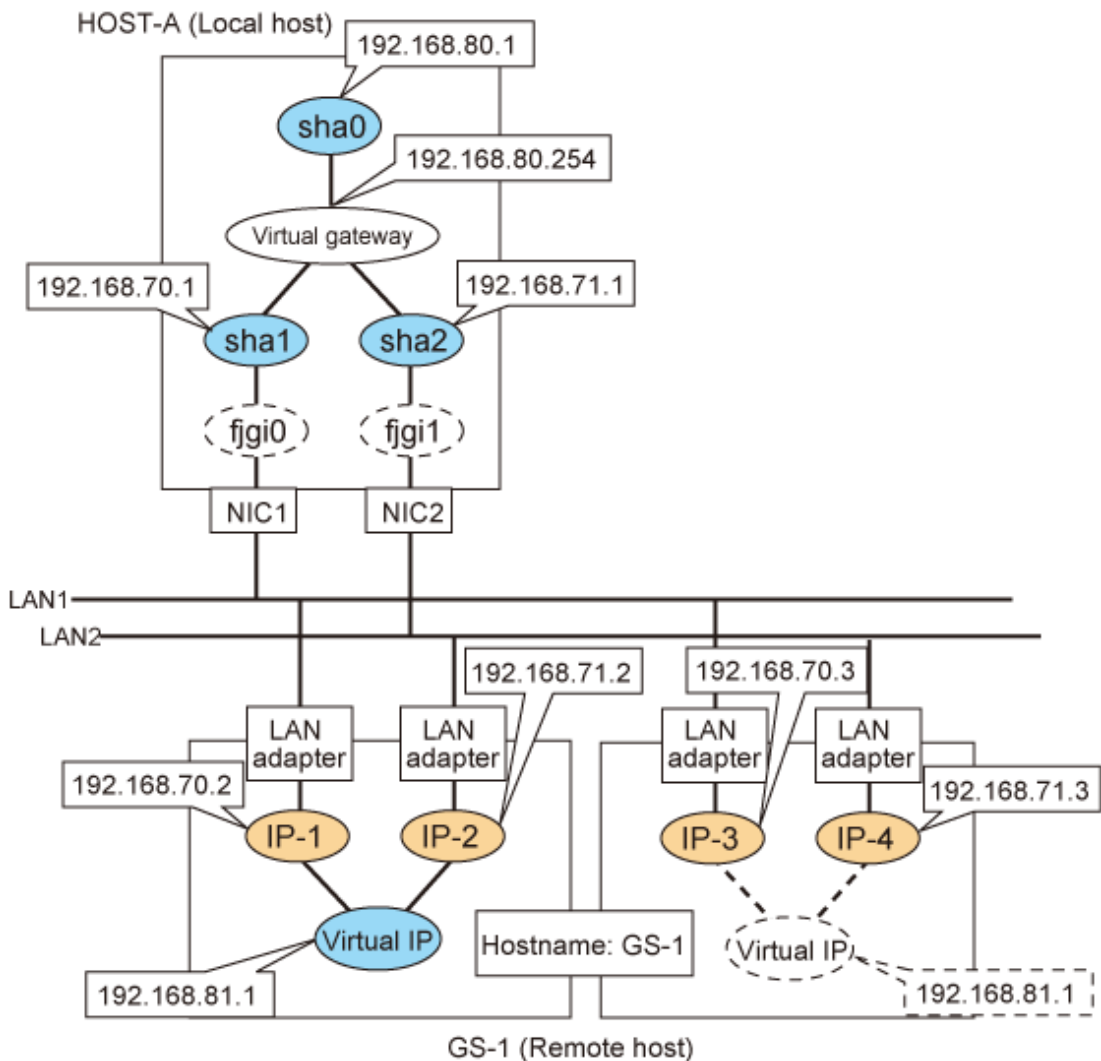 HOST-A (Local host)
192.168.80.1
sha0
192.168.80.254
Virtual gateway
192.168.70.1
192.168.71.1
sha1
sha2
fjgi0
fjgi1
NIC1
NIC2
LAN1
LAN2
192.168.71.2
192.168.70.3
LAN
adapter
LAN
adapter
LAN
adapter
LAN
adapter
192.168.70.2
192.168.71.3
IP-1
IP-2
IP-3
IP-4
Virtual IP
Hostname: GS-1
Virtual IP
192.168.81.1
192.168.81.1
GS-1 (Remote host)